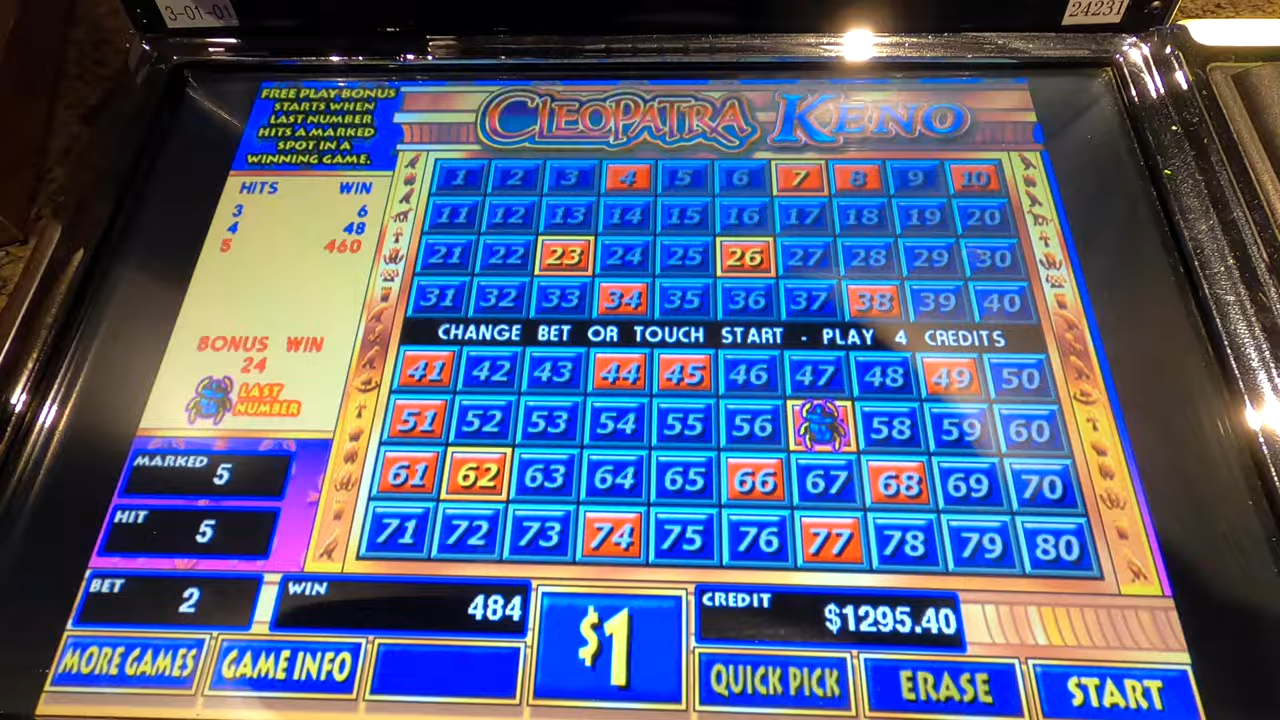 3-01-01
24231
FREE PLAY BONUS
STARTS WHEN
LAST NUMBER
HITS A MARKED
SPOT IN A
WINNING GAME.
CLEOPATRA KENO
HITS WIN
3 6
4 48
5 460
BONUS WIN
24
LAST
NUMBER
1 2 3 4 5 6 7 8 9 10
11 12 13 14 15 16 17 18 19 20
21 22 23 24 25 26 27 28 29 30
31 32 33 34 35 36 37 38 39 40
CHANGE BET OR TOUCH START - PLAY 4 CREDITS
41 42 43 44 45 46 47 48 49 50
51 52 53 54 55 56 58 59 60
61 62 63 64 65 66 67 68 69 70
71 72 73 74 75 76 77 78 79 80
MARKED 5
HIT 5
BET 2
WIN 484
$1
CREDIT $1295.40
MORE GAMES
GAME INFO
QUICK PICK
ERASE
START